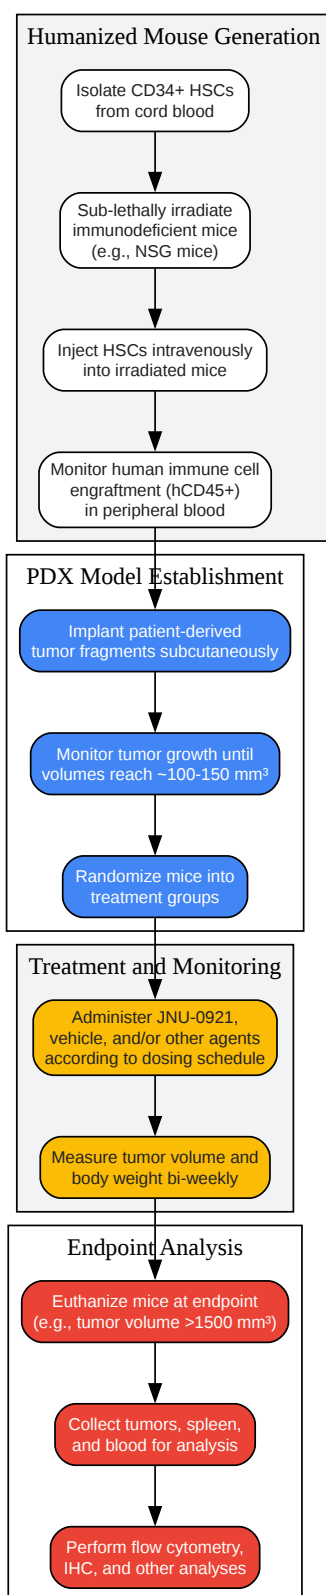 Humanized Mouse Generation
Isolate CD34+ HSCs
from cord blood
Sub-lethally irradiate
immunodeficient mice
(e.g., NSG mice)
Inject HSCs intravenously
into irradiated mice
Monitor human immune cell
engraftment (hCD45+)
in peripheral blood
PDX Model Establishment
Implant patient-derived
tumor fragments subcutaneously
Monitor tumor growth until
volumes reach ~100-150 mm³
Randomize mice into
treatment groups
Treatment and Monitoring
Administer JNU-0921,
vehicle, and/or other agents
according to dosing schedule
Measure tumor volume and
body weight bi-weekly
Endpoint Analysis
Euthanize mice at endpoint
(e.g., tumor volume >1500 mm³)
Collect tumors, spleen,
and blood for analysis
Perform flow cytometry,
IHC, and other analyses